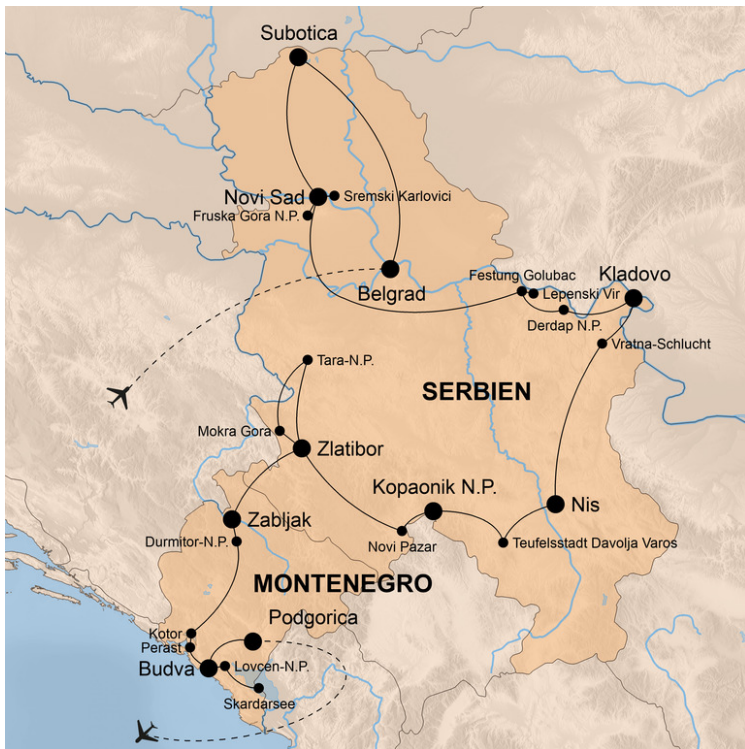 Subotica
Novi Sad
Sremski Karlovici
Fruska Gora N.P.
Belgrad
Festung Golubac
Kladovo
Lepenski Vir
Derdap N.P.
Vratna-Schlucht
Tara-N.P.
SERBIEN
Mokra Gora
Zlatibor
Kopaonik N.P.
Nis
Zabljak
Durmitor-N.P.
Novi Pazar
Teufelsstadt Davolja Varos
MONTENEGRO
Podgorica
Kotor
Perast
Budva
Lovcen-N.P.
Skardarsee